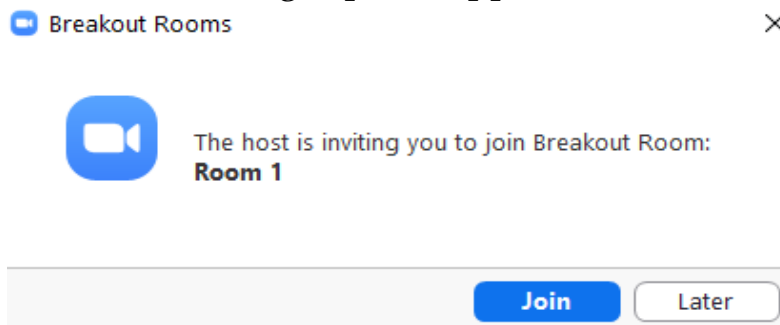 Breakout Rooms
The host is inviting you to join Breakout Room:
Room 1
Join
Later